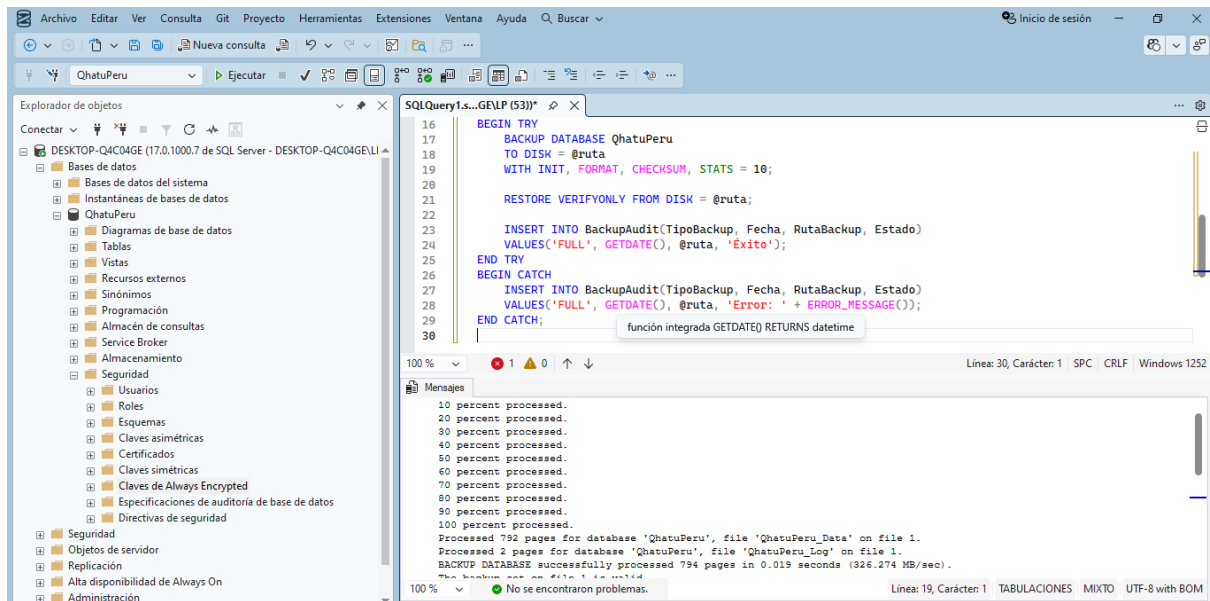 Archivo Editar Ver Consulta Git Proyecto Herramientas Extensiones Ventana Ayuda Buscar Inicio de sesión
Nueva consulta
QhatuPeru Ejecutar
Explorador de objetos
Conectar
DESKTOP-Q4C04GE (17.0.1000.7 de SQL Server - DESKTOP-Q4C04GE\LI
Bases de datos
Bases de datos del sistema
Instantáneas de bases de datos
QhatuPeru
Diagramas de base de datos
Tablas
Vistas
Recursos externos
Sinónimos
Programación
Almacén de consultas
Service Broker
Almacenamiento
Seguridad
Usuarios
Roles
Esquemas
Claves asimétricas
Certificados
Claves simétricas
Claves de Always Encrypted
Especificaciones de auditoría de base de datos
Directivas de seguridad
Seguridad
Objetos de servidor
Replicación
Alta disponibilidad de Always On
Administración
SQLQuery1.s...GE\LP (53))*
16 BEGIN TRY
17 BACKUP DATABASE QhatuPeru
18 TO DISK = @ruta
19 WITH INIT, FORMAT, CHECKSUM, STATS = 10;
20
21 RESTORE VERIFYONLY FROM DISK = @ruta;
22
23 INSERT INTO BackupAudit(TipoBackup, Fecha, RutaBackup, Estado)
24 VALUES('FULL', GETDATE(), @ruta, 'Éxito');
25 END TRY
26 BEGIN CATCH
27 INSERT INTO BackupAudit(TipoBackup, Fecha, RutaBackup, Estado)
28 VALUES('FULL', GETDATE(), @ruta, 'Error: ' + ERROR_MESSAGE());
29 END CATCH;
30
función integrada GETDATE() RETURNS datetime
100 % 1 0 Línea: 30, Carácter: 1 SPC CRLF Windows 1252
Mensajes
10 percent processed.
20 percent processed.
30 percent processed.
40 percent processed.
50 percent processed.
60 percent processed.
70 percent processed.
80 percent processed.
90 percent processed.
100 percent processed.
Processed 792 pages for database 'QhatuPeru', file 'QhatuPeru_Data' on file 1.
Processed 2 pages for database 'QhatuPeru', file 'QhatuPeru_Log' on file 1.
BACKUP DATABASE successfully processed 794 pages in 0.019 seconds (326.274 MB/sec).
The backup set on file 1 is valid
100 % No se encontraron problemas. Línea: 19, Carácter: 1 TABULACIONES MIXTO UTF-8 with BOM